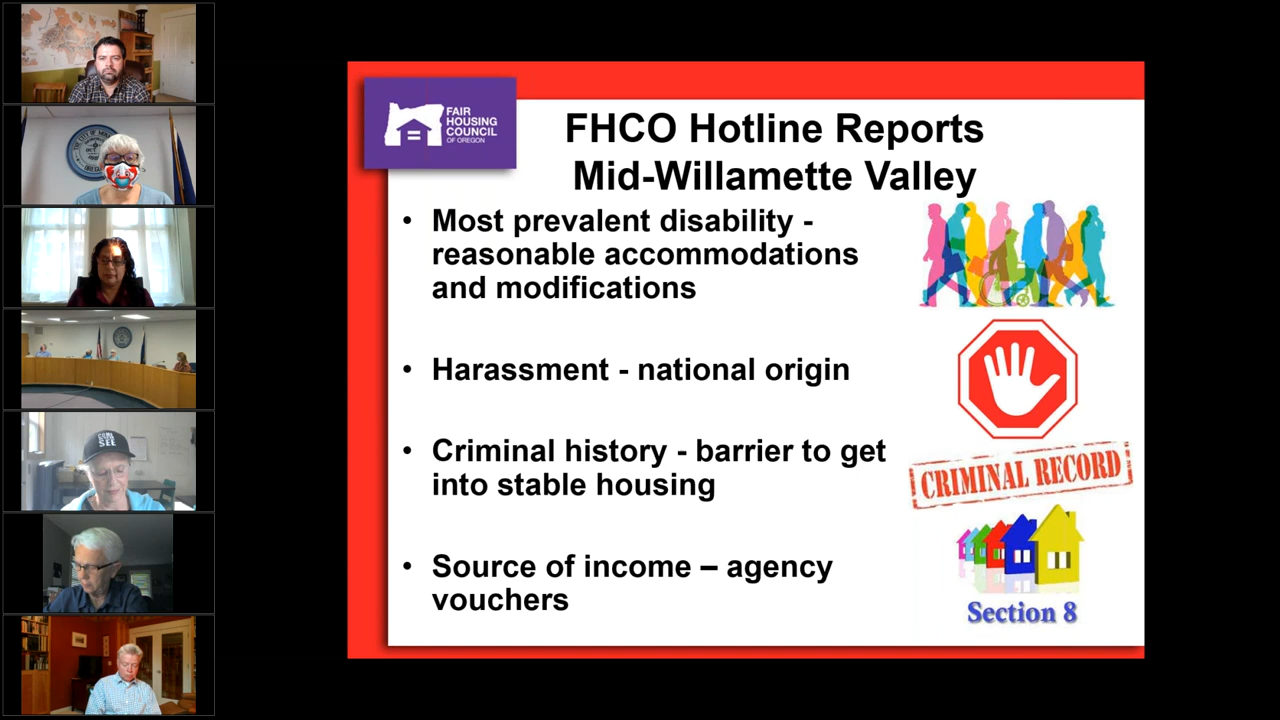 FAIR
HOUSING
COUNCIL
OF OREGON
FHCO Hotline Reports
Mid-Willamette Valley
• Most prevalent disability -
reasonable accommodations
and modifications
• Harassment - national origin
• Criminal history - barrier to get
into stable housing
CRIMINAL RECORD
• Source of income – agency
vouchers
Section 8
SEE